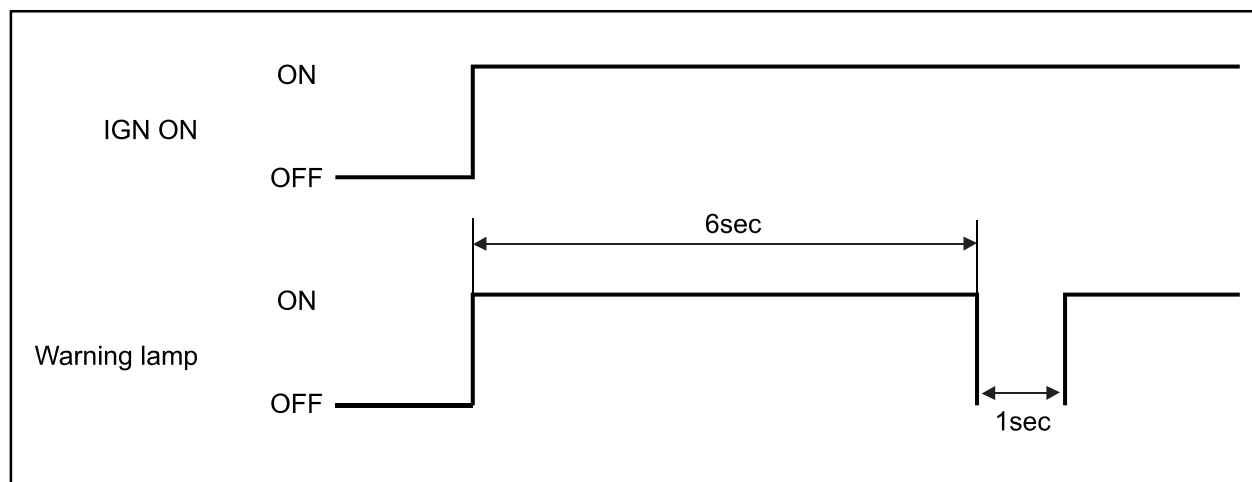 ON
IGN ON
OFF
6sec
ON
Warning lamp
OFF
1sec